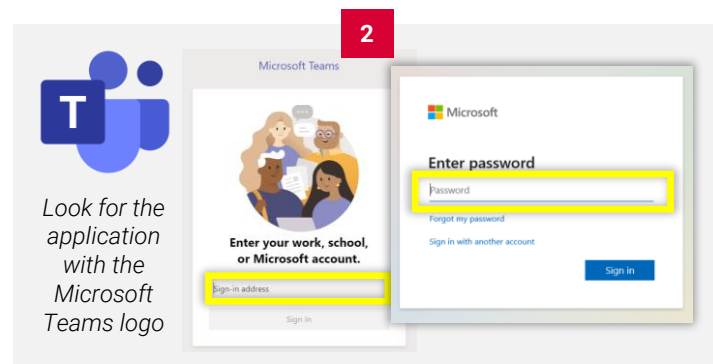 2
T
Look for the
application
with the
Microsoft
Teams logo
Microsoft Teams
Enter your work, school,
or Microsoft account.
Sign-in address
Sign in
Microsoft
Enter password
Password
Forgot my password
Sign in with another account
Sign in